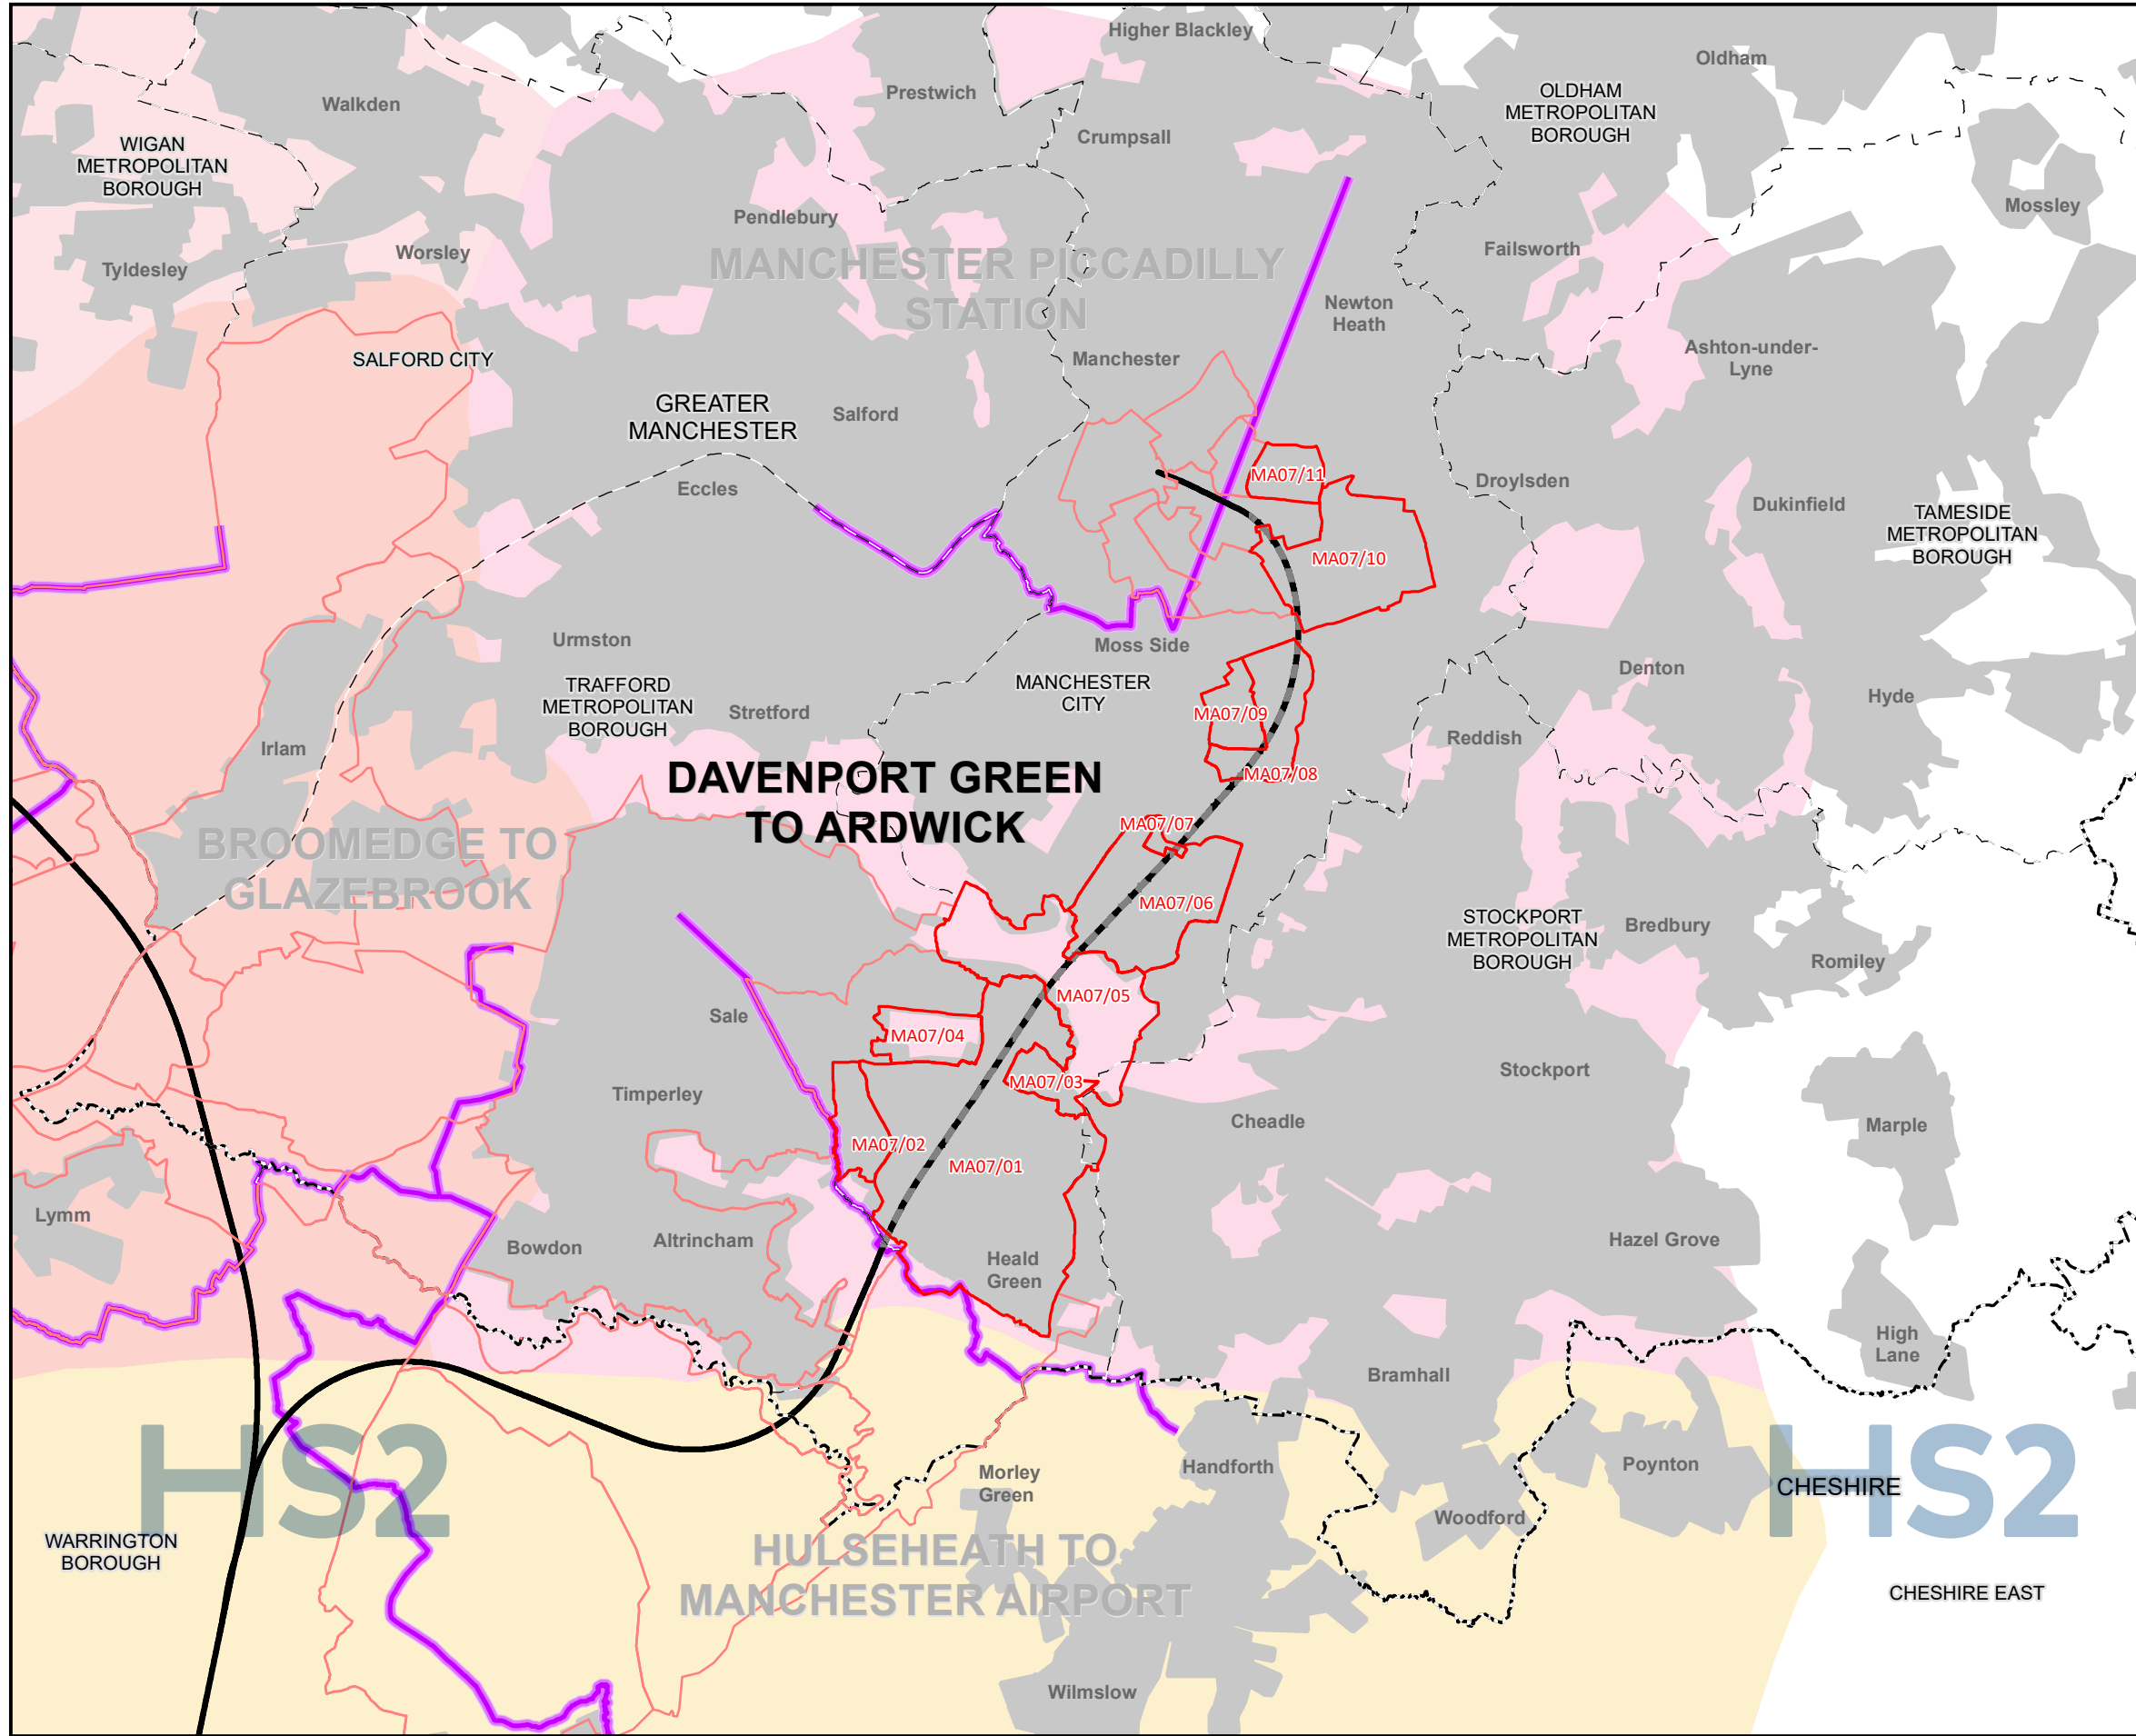 Higher Blackley
Oldham
Prestwich
Walkden
OLDHAM
METROPOLITAN
BOROUGH
Crumpsall
WIGAN
METROPOLITAN
BOROUGH
Mossley
Pendlebury
Failsworth
Worsley
Tyldesley
MANCHESTER PICCADILLY
STATION
Newton
Heath
Manchester
Ashton-under-
Lyne
SALFORD CITY
GREATER
MANCHESTER
Salford
MA07/11
Droylsden
Eccles
Dukinfield
TAMESIDE
METROPOLITAN
BOROUGH
MA07/10
Urmston
Moss Side
Denton
TRAFFORD
METROPOLITAN
BOROUGH
MANCHESTER
CITY
Hyde
Stretford
MA07/09
Reddish
Irlam
MA07/08
DAVENPORT GREEN
TO ARDWICK
MA07/07
BROOMEDGE TO
GLAZEBROOK
MA07/06
STOCKPORT
METROPOLITAN
BOROUGH
Bredbury
Romiley
MA07/05
Sale
MA07/04
Stockport
MA07/03
Timperley
Cheadle
Marple
MA07/02
MA07/01
Lymm
Bowdon
Altrincham
Heald
Green
Hazel Grove
High
Lane
Bramhall
HS2
Morley
Green
Handforth
Poynton
CHESHIRE
HS2
Woodford
WARRINGTON
BOROUGH
HULSEHEATH TO
MANCHESTER AIRPORT
CHESHIRE EAST
Wilmslow